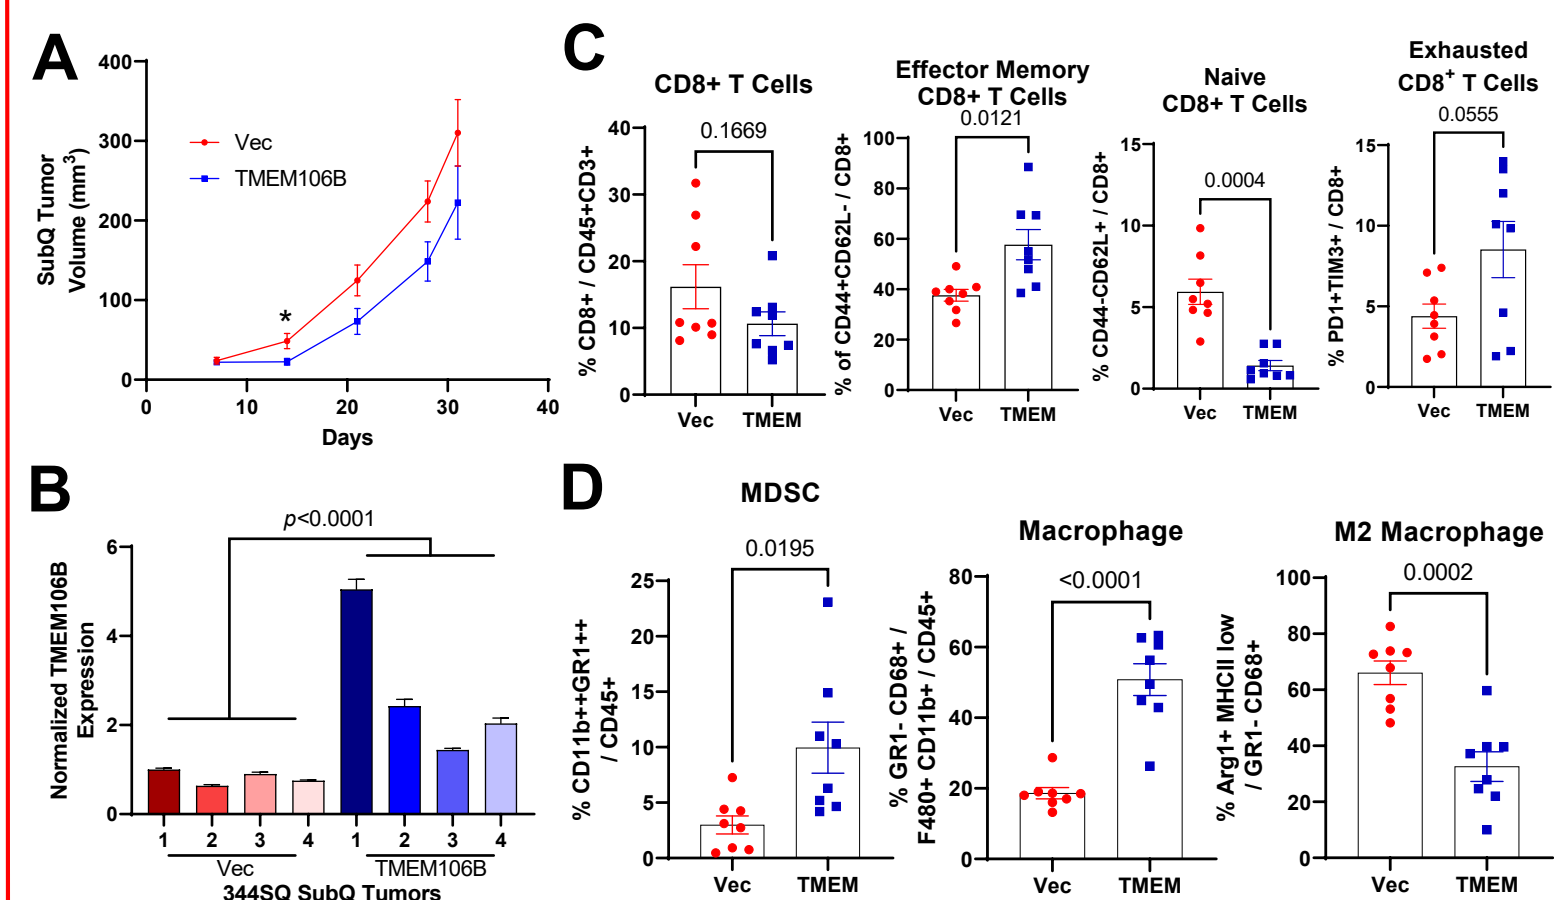 A
400
300
200
100
0
0
10
20
30
40
SubQ Tumor
Volume (mm³)
Days
Vec
TMEM106B
*
B
p<0.0001
6
4
2
0
Normalized TMEM106B
Expression
1
2
3
4
1
2
3
4
Vec
TMEM106B
344SQ SubQ Tumors
C
CD8+ T Cells
0.1669
40
30
20
10
0
% CD8+ / CD45+CD3+
Vec
TMEM
Effector Memory
CD8+ T Cells
0.0121
100
80
60
40
20
0
% of CD44+CD62L- / CD8+
Vec
TMEM
Naive
CD8+ T Cells
0.0004
15
10
5
0
% CD44-CD62L+ / CD8+
Vec
TMEM
Exhausted
CD8⁺ T Cells
0.0555
15
10
5
0
% PD1+TIM3+ / CD8+
Vec
TMEM
D
MDSC
0.0195
25
20
15
10
5
0
% CD11b++GR1++
/ CD45+
Vec
TMEM
Macrophage
<0.0001
80
60
40
20
0
% GR1- CD68+ /
F480+ CD11b+ / CD45+
Vec
TMEM
M2 Macrophage
0.0002
100
80
60
40
20
0
% Arg1+ MHCII low
/ GR1- CD68+
Vec
TMEM